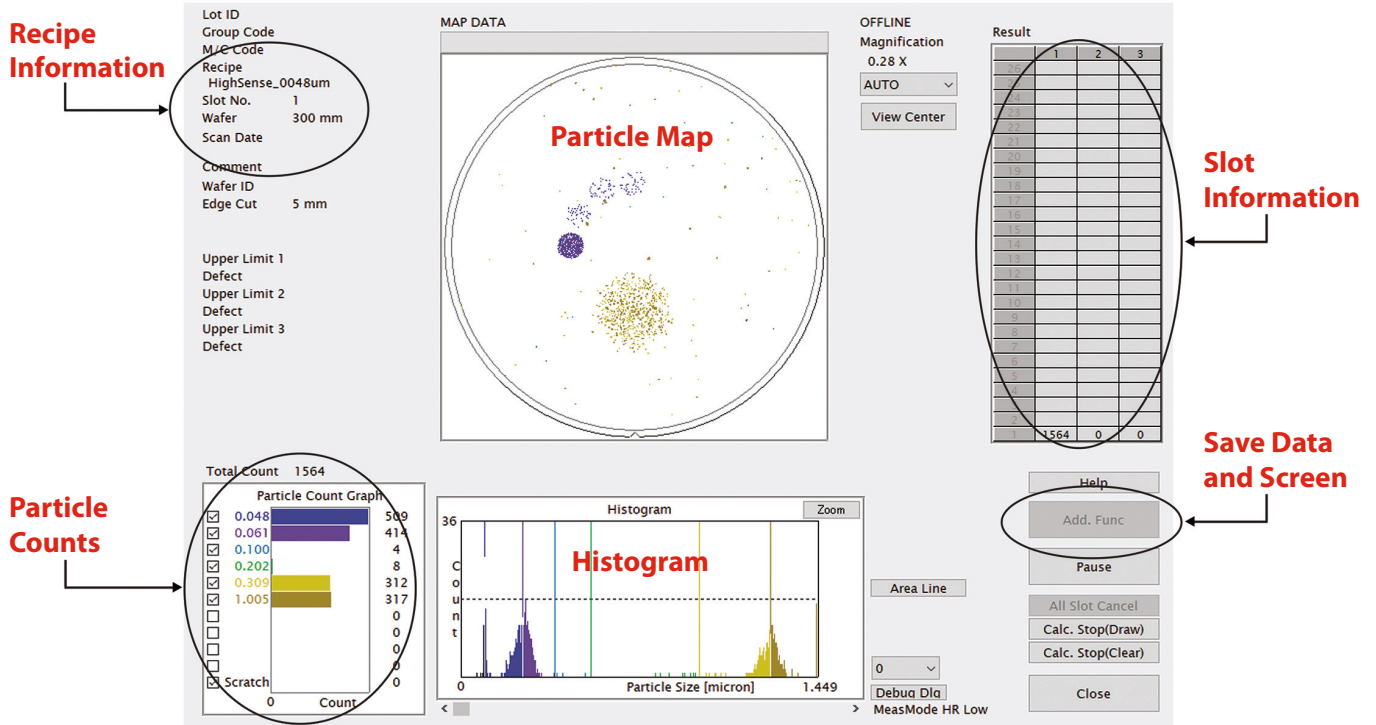 Recipe
Information
Lot ID
Group Code
M/C Code
Recipe
HighSense_0048um
Slot No. 1
Wafer 300 mm
Scan Date
Comment
Wafer ID
Edge Cut 5 mm
Upper Limit 1
Defect
Upper Limit 2
Defect
Upper Limit 3
Defect
MAP DATA
Particle Map
OFFLINE
Magnification
0.28 X
AUTO
View Center
Result
1 2 3
26
24
23
22
21
20
19
18
17
16
15
14
13
12
11
10
9
8
7
6
5
4
2
1 1564 0 0
Slot
Information
Save Data
and Screen
Particle
Counts
Total Count 1564
Particle Count Graph
0.048 509
0.061 414
0.100 4
0.202 8
0.309 312
1.005 317
0
0
0
0
Scratch 0
0 Count
Histogram
Zoom
36
Count
Histogram
0 Particle Size [micron] 1.449
Area Line
0
Debug Dlg
MeasMode HR Low
Help
Add. Func
Pause
All Slot Cancel
Calc. Stop(Draw)
Calc. Stop(Clear)
Close